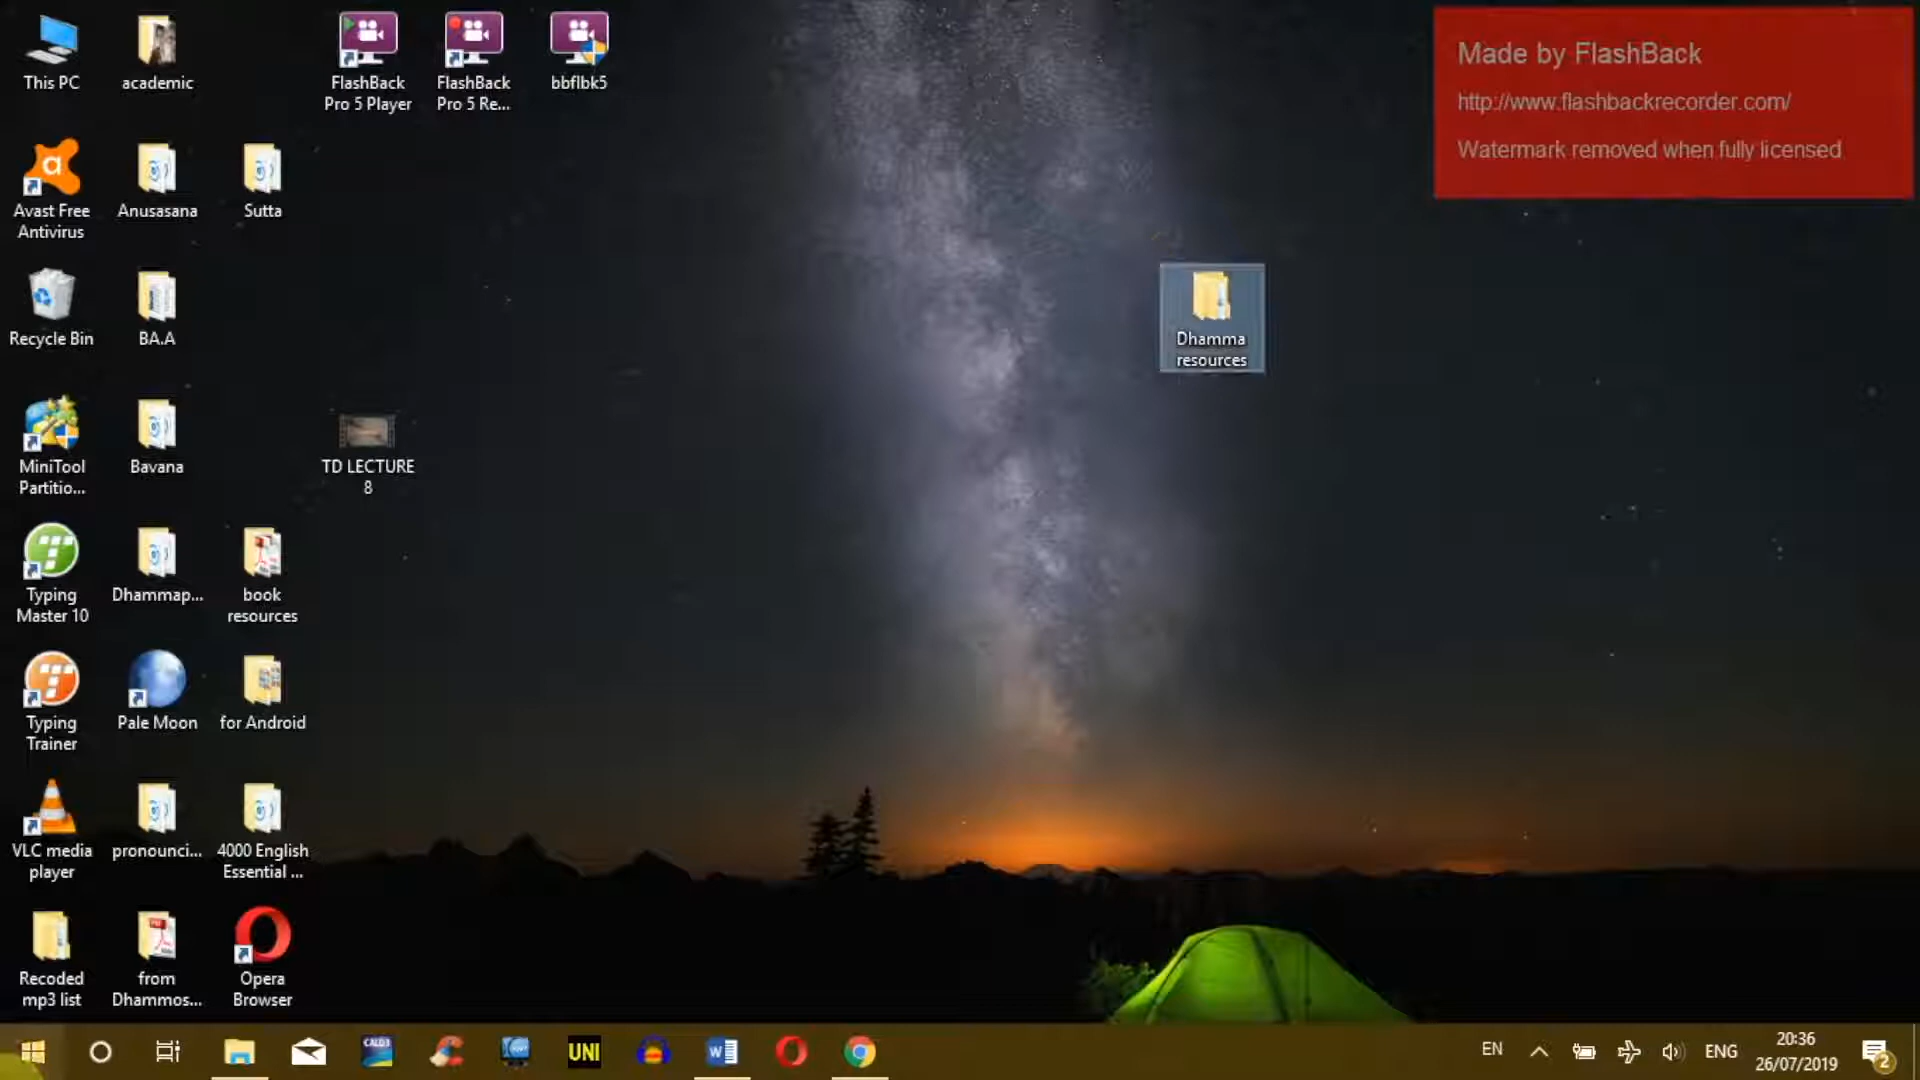 This PC
academic
FlashBack
Pro 5 Player
FlashBack
Pro 5 Re...
bbflbk5
Made by FlashBack
http://www.flashbackrecorder.com/
Watermark removed when fully licensed
Avast Free
Antivirus
Anusasana
Sutta
Recycle Bin
BA.A
Dhamma
resources
MiniTool
Partitio...
Bavana
TD LECTURE
8
Typing
Master 10
Dhammap...
book
resources
Typing
Trainer
Pale Moon
for Android
VLC media
player
pronounci...
4000 English
Essential ...
Recoded
mp3 list
from
Dhammos...
Opera
Browser
CALD3
UNI
EN
ENG
20:36
26/07/2019
2